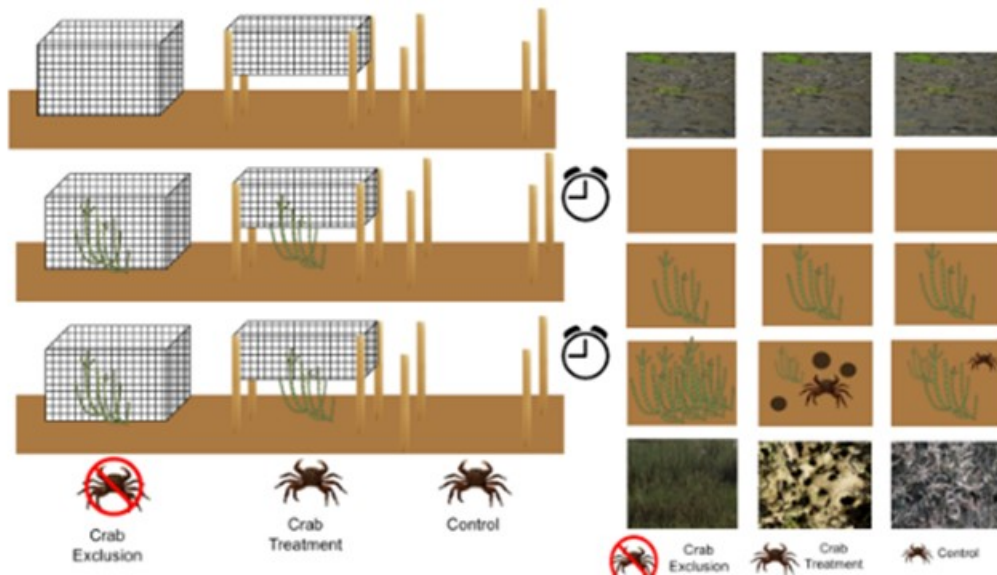 Crab
Exclusion
Crab
Treatment
Control
Crab
Exclusion
Crab
Treatment
Control